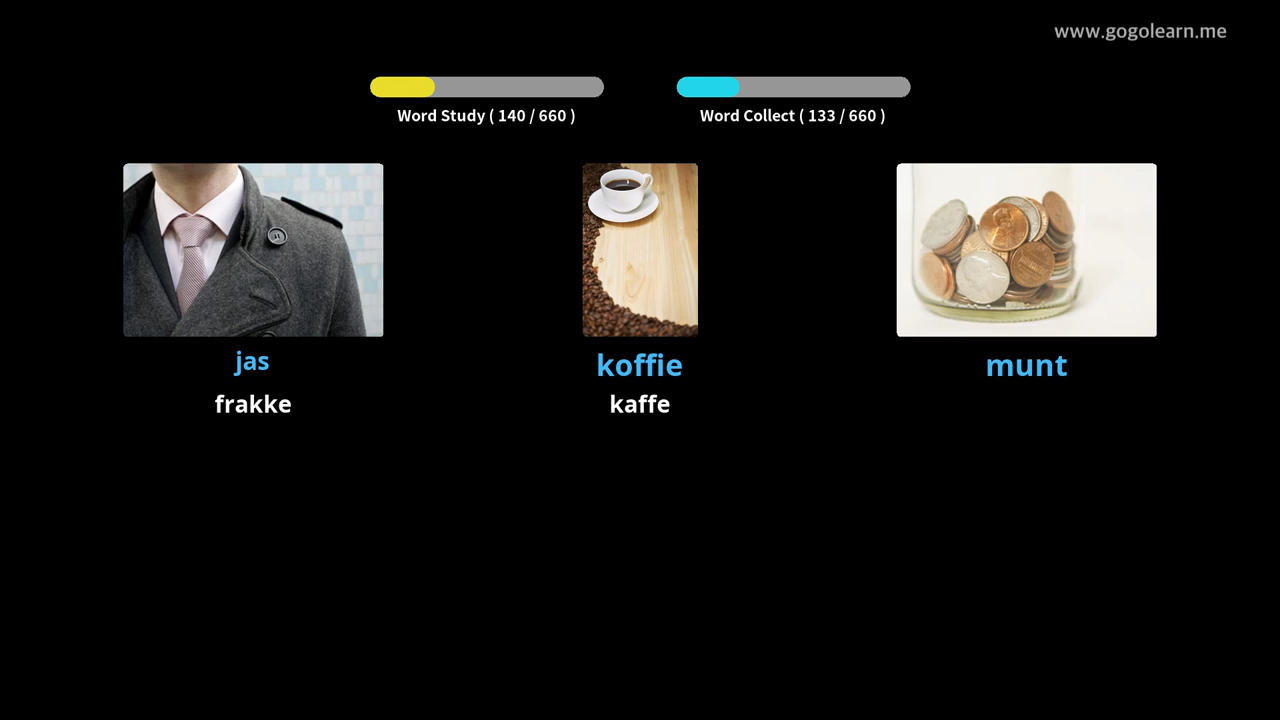 www.gogolearn.me
Word Study ( 140 / 660 )
Word Collect ( 133 / 660 )
jas
koffie
munt
frakke
kaffe